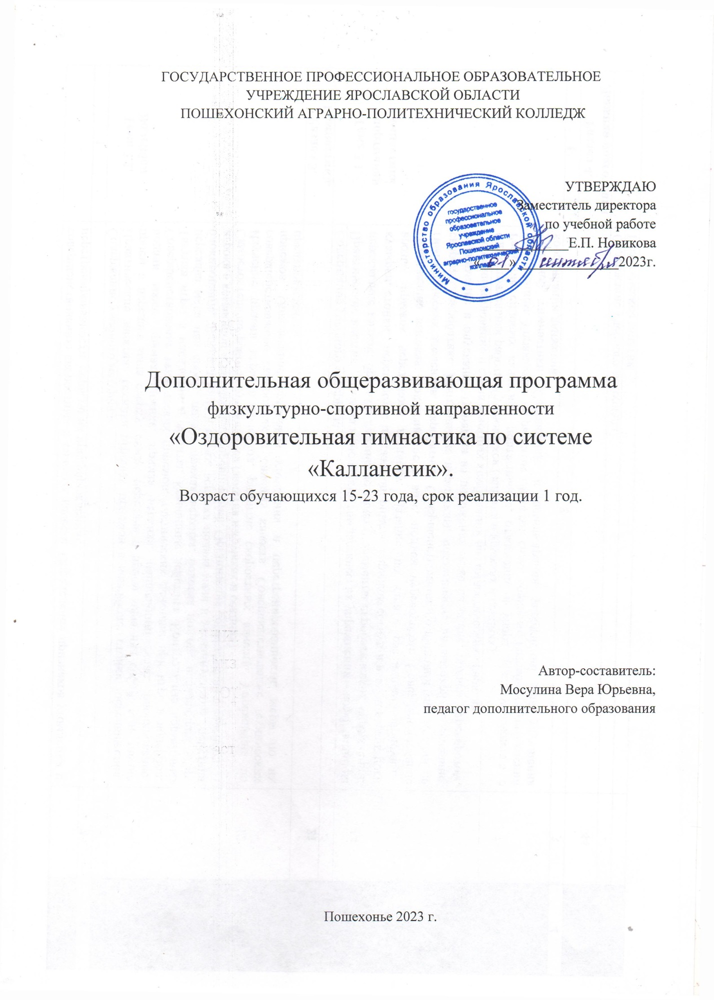 ГОСУДАРСТВЕННОЕ ПРОФЕССИОНАЛЬНОЕ ОБРАЗОВАТЕЛЬНОЕ
УЧРЕЖДЕНИЕ ЯРОСЛАВСКОЙ ОБЛАСТИ
ПОШЕХОНСКИЙ АГРАРНО-ПОЛИТЕХНИЧЕСКИЙ КОЛЛЕДЖ
УТВЕРЖДАЮ
Заместитель директора
по учебной работе
____________Е.П. Новикова
«01» сентября 2023г.
Министерство образования Ярославской области
государственное
профессиональное
образовательное
учреждение
Ярославской области
Пошехонский
аграрно-политехнический
колледж
Дополнительная общеразвивающая программа
физкультурно-спортивной направленности
«Оздоровительная гимнастика по системе
«Калланетик».
Возраст обучающихся 15-23 года, срок реализации 1 год.
Автор-составитель:
Мосулина Вера Юрьевна,
педагог дополнительного образования
Пошехонье 2023 г.